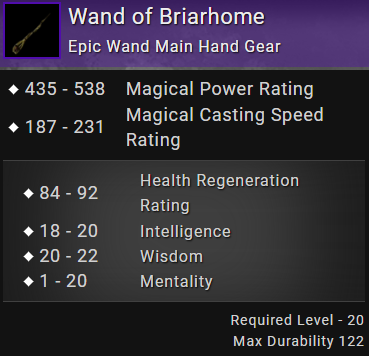 Wand of Briarhome
Epic Wand Main Hand Gear
435 - 538 Magical Power Rating
187 - 231 Magical Casting Speed
Rating
84 - 92 Health Regeneration
Rating
18 - 20 Intelligence
20 - 22 Wisdom
1 - 20 Mentality
Required Level - 20
Max Durability 122